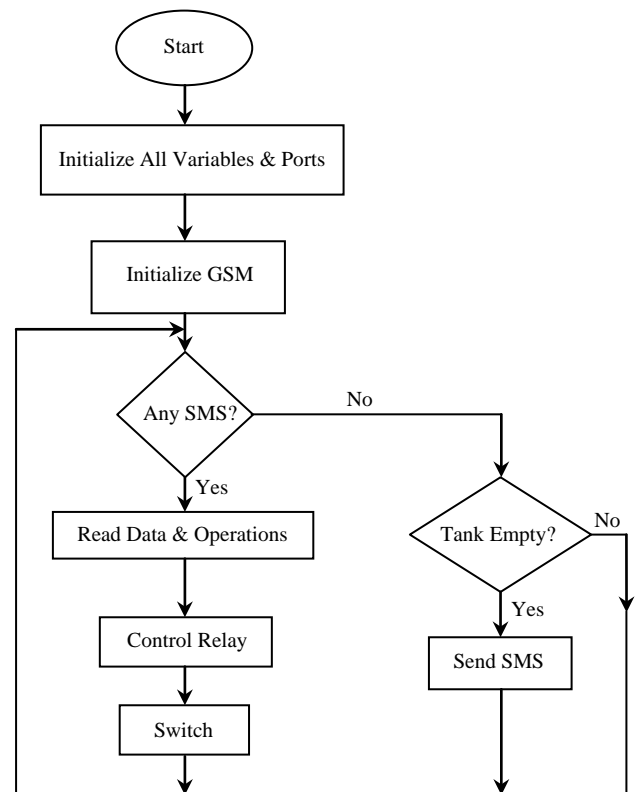 Start
Initialize All Variables & Ports
Initialize GSM
Any SMS?
No
Yes
Read Data & Operations
Tank Empty?
No
Yes
Control Relay
Send SMS
Switch